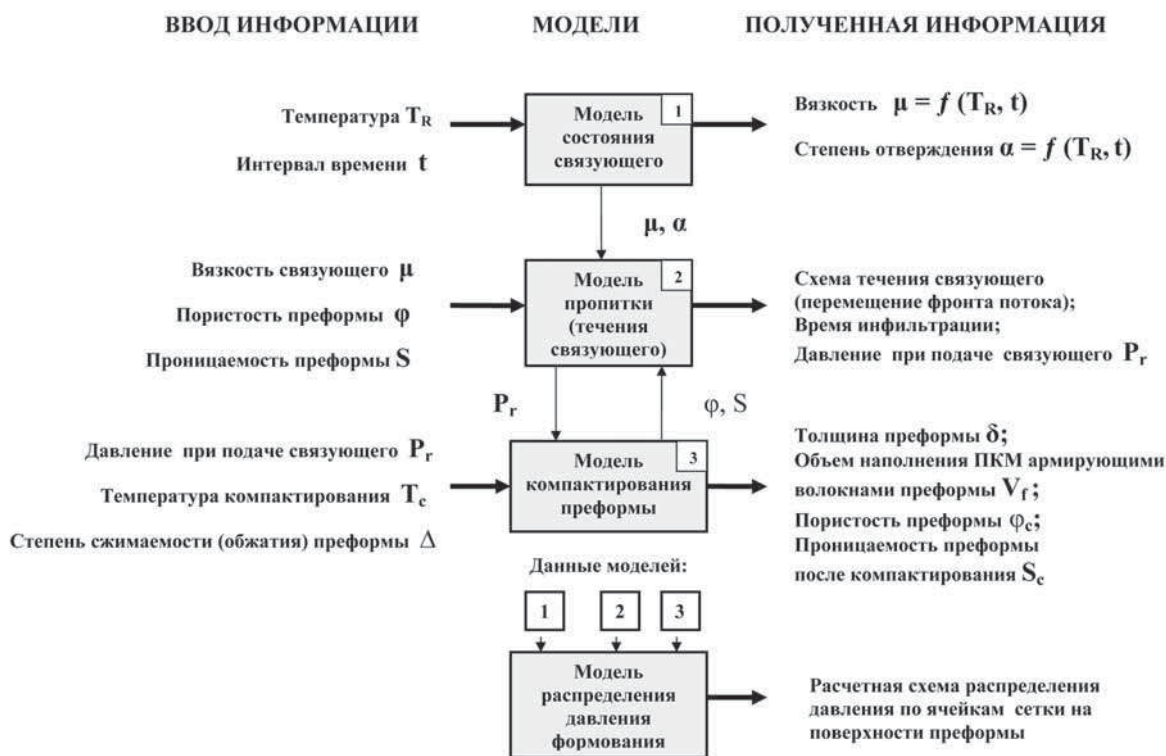 ВВОД ИНФОРМАЦИИ
МОДЕЛИ
ПОЛУЧЕННАЯ ИНФОРМАЦИЯ
Температура T_R
Интервал времени t
Модель
состояния
связующего
1
Вязкость μ = f (T_R, t)
Степень отверждения α = f (T_R, t)
μ, α
Вязкость связующего μ
Пористость преформы φ
Проницаемость преформы S
Модель
пропитки
(течения
связующего)
2
Схема течения связующего
(перемещение фронта потока);
Время инфильтрации;
Давление при подаче связующего P_r
P_r
φ, S
Давление при подаче связующего P_r
Температура компактирования T_c
Степень сжимаемости (обжатия) преформы Δ
Модель
компактирования
преформы
3
Толщина преформы δ;
Объем наполнения ПКМ армирующими
волокнами преформы V_f ;
Пористость преформы φ_c;
Проницаемость преформы
после компактирования S_c
Данные моделей:
1
2
3
Модель
распределения
давления
формования
Расчетная схема распределения
давления по ячейкам сетки на
поверхности преформы